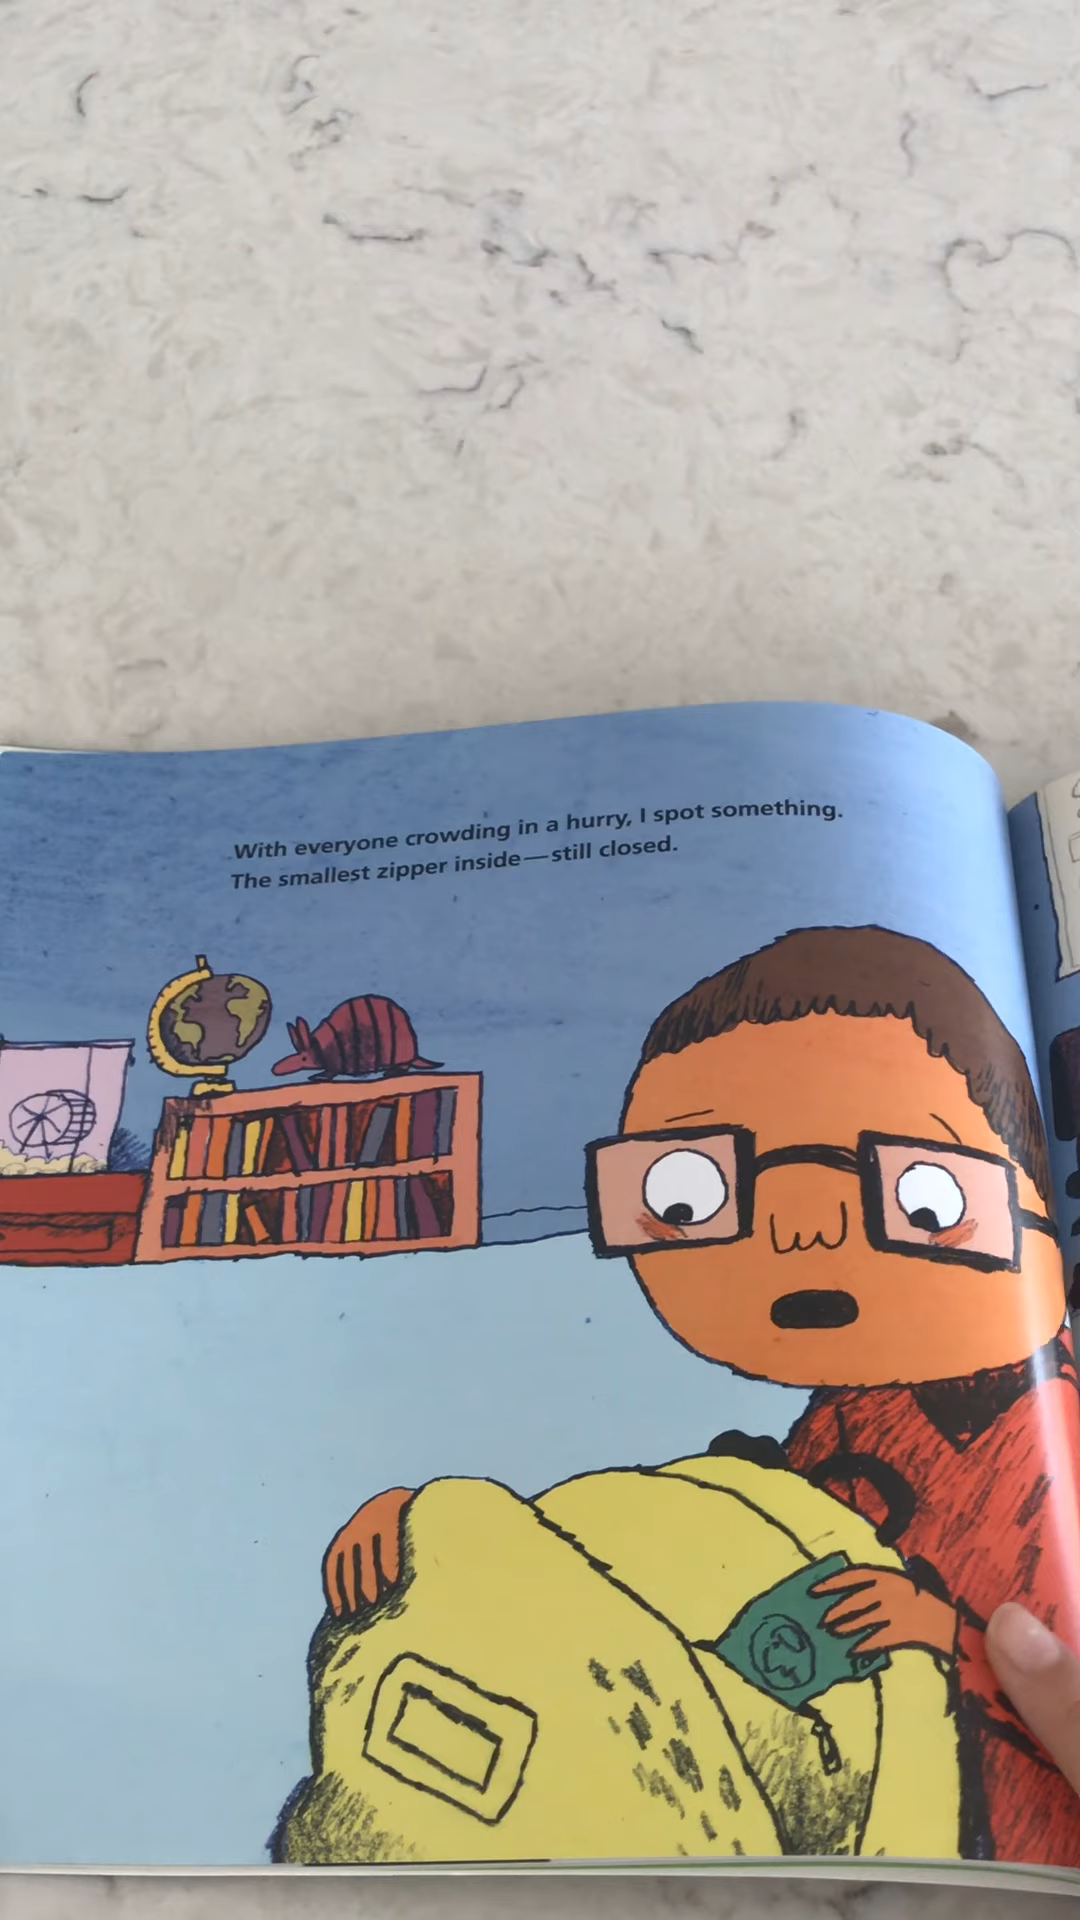 With everyone crowding in a hurry, I spot something.
The smallest zipper inside—still closed.